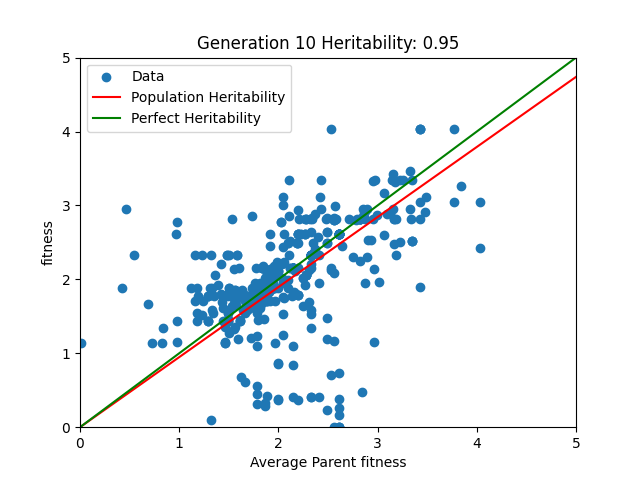 Generation 10 Heritability: 0.95
Data
Population Heritability
Perfect Heritability
fitness
5
4
3
2
1
0
0 1 2 3 4 5
Average Parent fitness